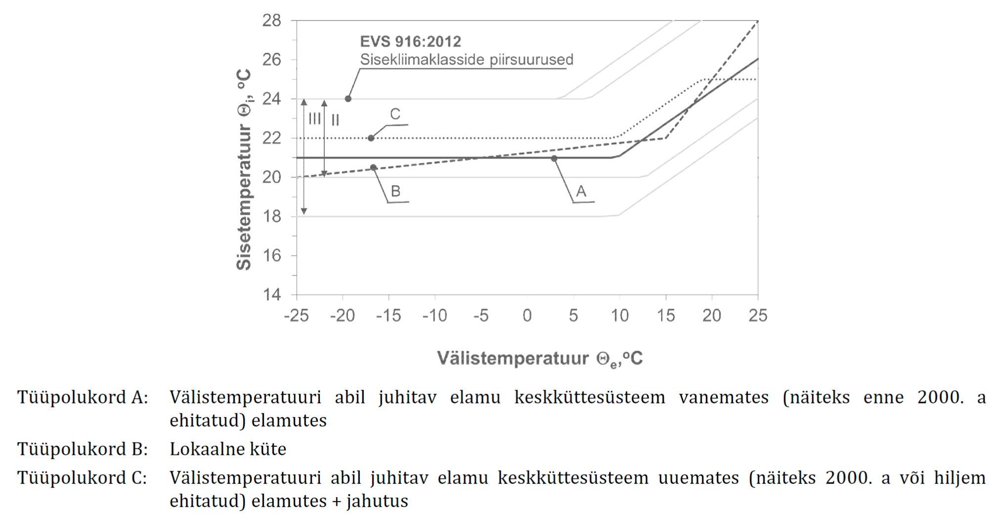 28
26
24
22
20
18
16
14
Sisetemperatuur Θi, ºC
EVS 916:2012
Sisekliimaklasside piirsuurused
III
II
C
B
A
-25 -20 -15 -10 -5 0 5 10 15 20 25
Välistemperatuur Θe,ºC
Tüüpolukord A: Välistemperatuuri abil juhitav elamu keskküttesüsteem vanemates (näiteks enne 2000. a
ehitatud) elamutes
Tüüpolukord B: Lokaalne küte
Tüüpolukord C: Välistemperatuuri abil juhitav elamu keskküttesüsteem uuemates (näiteks 2000. a või hiljem
ehitatud) elamutes + jahutus